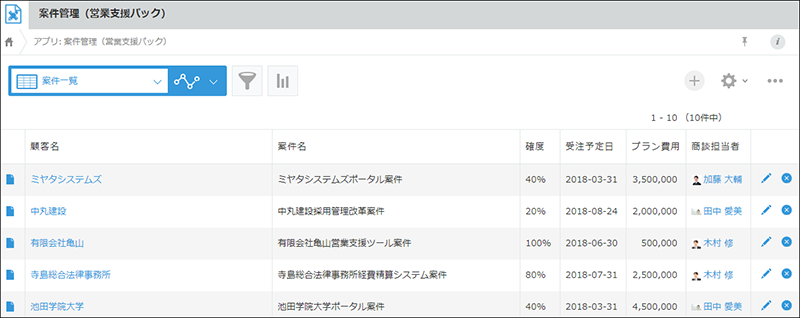 案件管理（営業支援パック）
アプリ: 案件管理（営業支援パック）
案件一覧
1 - 10 （10件中）
顧客名 案件名 確度 受注予定日 プラン費用 商談担当者
ミヤタシステムズ ミヤタシステムズポータル案件 40% 2018-03-31 3,500,000 加藤 大輔
中丸建設 中丸建設採用管理改革案件 20% 2018-08-24 2,000,000 田中 愛美
有限会社亀山 有限会社亀山営業支援ツール案件 100% 2018-06-30 500,000 木村 修
寺島総合法律事務所 寺島総合法律事務所経費精算システム案件 80% 2018-07-31 2,500,000 木村 修
池田学院大学 池田学院大学ポータル案件 40% 2018-03-31 4,500,000 田中 愛美